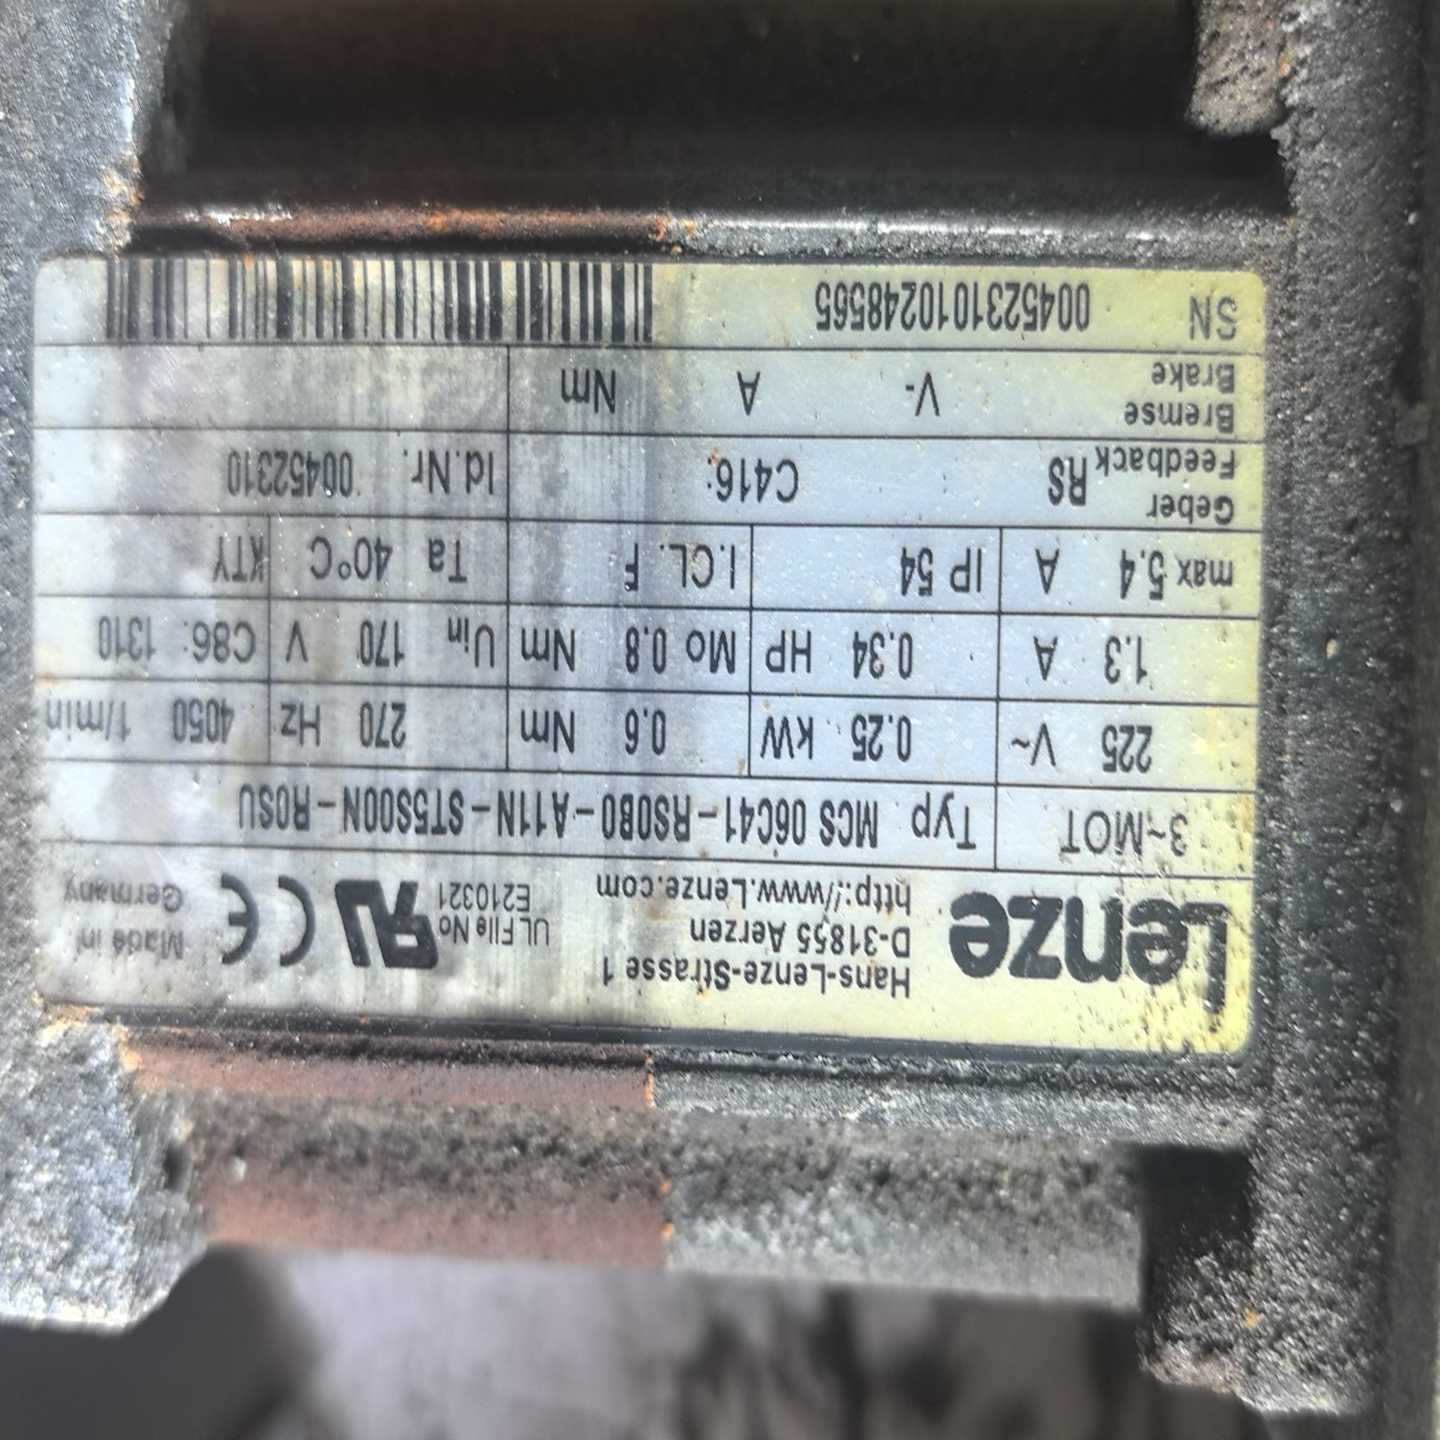 Lenze
Hans-Lenze-Strasse 1
D-31855 Aerzen
http://www.Lenze.com
UL File No
E210321
CE
Made in
Germany
3~MOT Typ MCS 06C41-RS0B0-A11N-ST5S00N-R0SU
225 V~ 0.25 kW 0.6 Nm 270 Hz 4050 1/min
1.3 A 0.34 HP Mo 0.8 Nm Uin 170 V C86: 1310
max 5.4 A IP 54 I.CL. F Ta 40°C KTY
Geber
Feedback RS C416: Id.Nr. 00452310
Bremse
Brake V- A Nm
SN 004523101024856​5